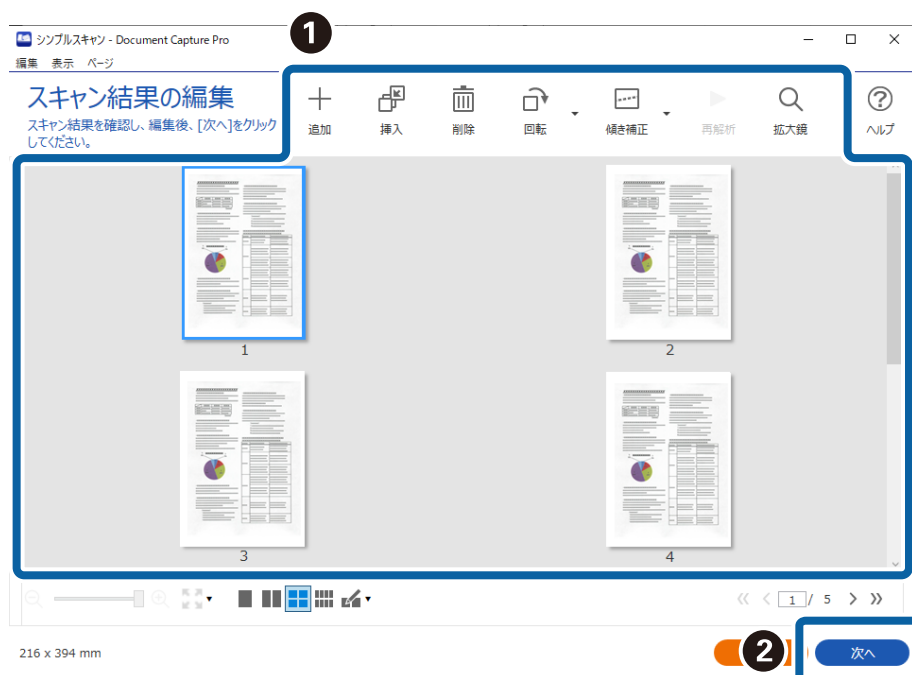 シンプルスキャン - Document Capture Pro
編集 表示 ページ
スキャン結果の編集
スキャン結果を確認し、編集後、[次へ]をクリック
してください。
1
追加
挿入
削除
回転
傾き補正
再解析
拡大鏡
ヘルプ
1
2
3
4
1 / 5
216 x 394 mm
2
次へ